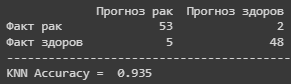 Прогноз рак Прогноз здоров
Факт рак 53 2
Факт здоров 5 48
----------------------------------------
KNN Accuracy = 0.935